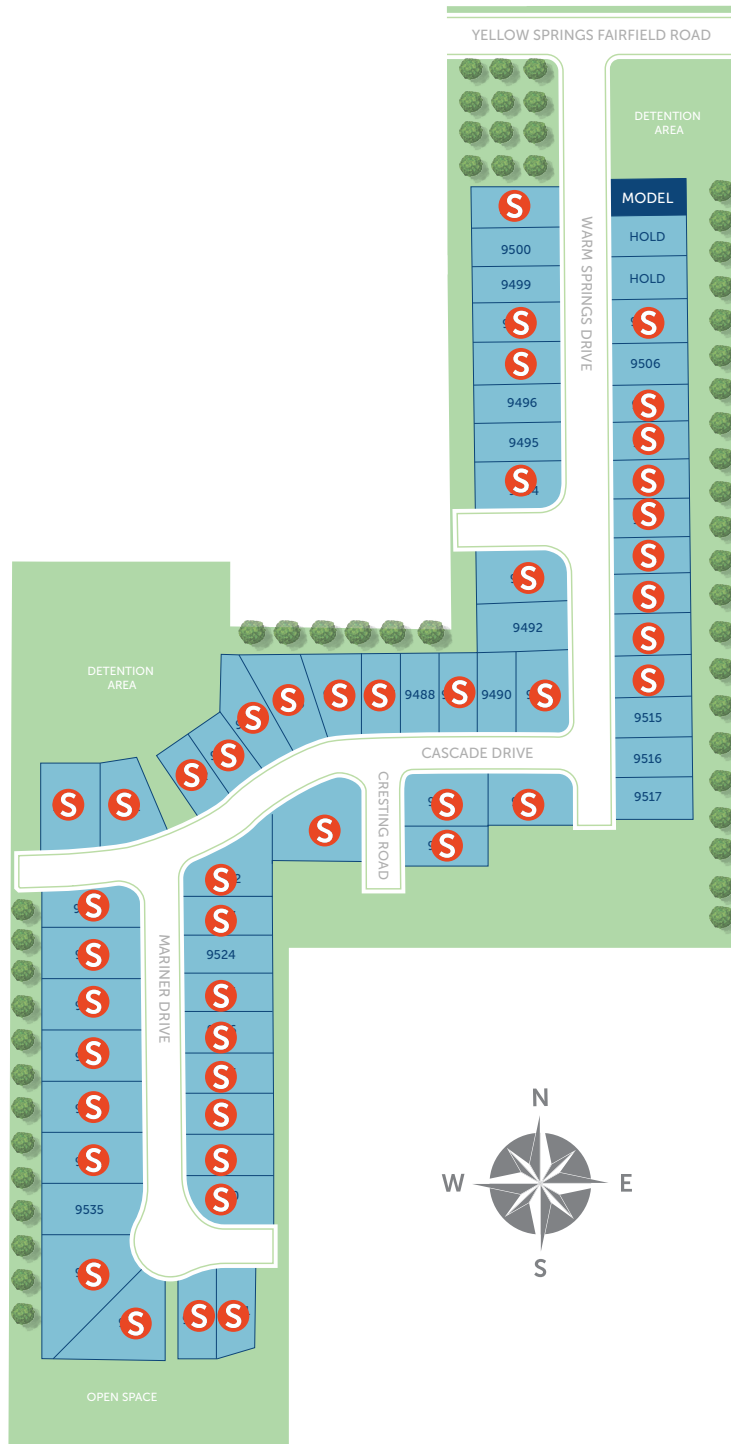 YELLOW SPRINGS FAIRFIELD ROAD
DETENTION
AREA
MODEL
S
HOLD
9500
WARM SPRINGS DRIVE
HOLD
9499
S
S
S
9506
9496
S
9495
S
S
S
S
S
S
9492
S
S
DETENTION
AREA
S
S
S
9488
S
9490
S
S
S
9515
S
S
CASCADE DRIVE
9516
S
S
CRESTING ROAD
S
S
9517
S
S
S
S
S
MARINER DRIVE
9524
S
S
S
S
S
S
S
S
S
S
S
9535
S
N
W
E
S
S
S
S
S
OPEN SPACE